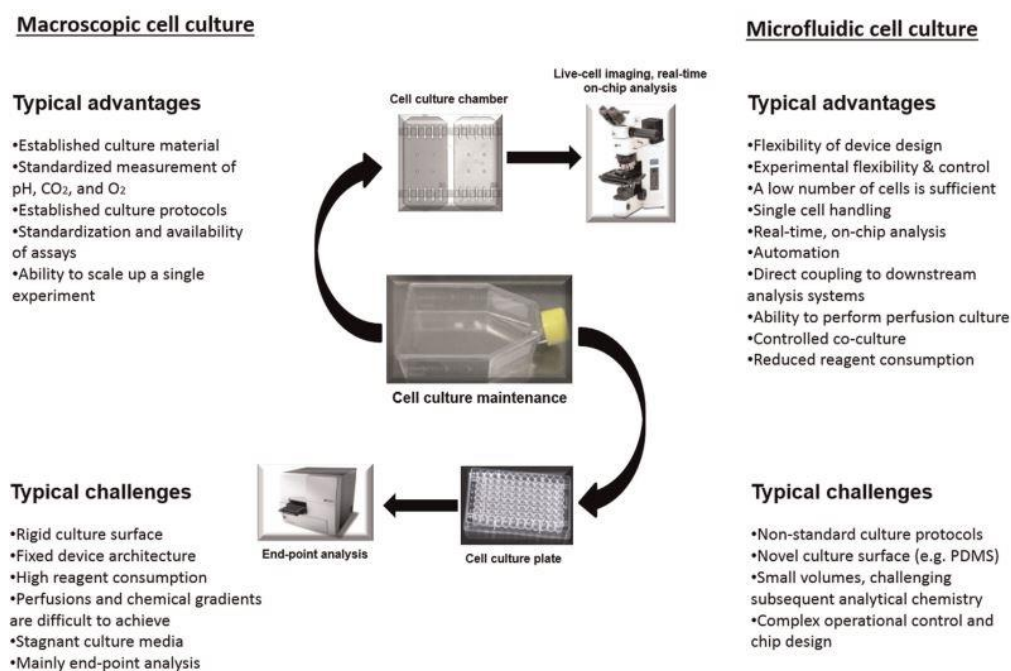 Macroscopic cell culture
Typical advantages
•Established culture material
•Standardized measurement of
pH, CO₂, and O₂
•Established culture protocols
•Standardization and availability
of assays
•Ability to scale up a single
experiment
Cell culture chamber
Live-cell imaging, real-time
on-chip analysis
Microfluidic cell culture
Typical advantages
•Flexibility of device design
•Experimental flexibility & control
•A low number of cells is sufficient
•Single cell handling
•Real-time, on-chip analysis
•Automation
•Direct coupling to downstream
analysis systems
•Ability to perform perfusion culture
•Controlled co-culture
•Reduced reagent consumption
Cell culture maintenance
Typical challenges
•Rigid culture surface
•Fixed device architecture
•High reagent consumption
•Perfusions and chemical gradients
are difficult to achieve
•Stagnant culture media
•Mainly end-point analysis
End-point analysis
Cell culture plate
Typical challenges
•Non-standard culture protocols
•Novel culture surface (e.g. PDMS)
•Small volumes, challenging
subsequent analytical chemistry
•Complex operational control and
chip design